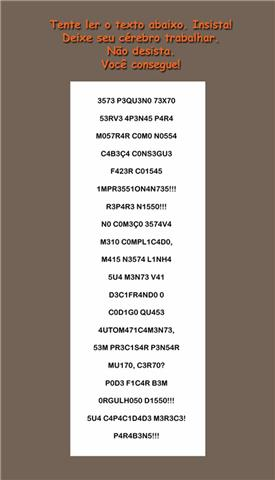 Tente ler o texto abaixo. Insista!
Deixe seu cérebro trabalhar.
Não desista.
Você consegue!
3573 P3QU3N0 73X70
53RV3 4P3N45 P4R4
M057R4R C0M0 N0554
C4B3Ç4 C0NS3GU3
F423R C01545
1MPR3551ON4N735!!!
R3P4R3 N1550!!!
N0 C0M3Ç0 3574V4
M310 C0MPL1C4D0,
M415 N3574 L1NH4
5U4 M3N73 V41
D3C1FR4ND0 0
C0D1G0 QU453
4UTOM471C4M3N73,
53M PR3C1S4R P3N54R
MU170, C3R70?
P0D3 F1C4R B3M
0RGULH050 D1550!!!
5U4 C4P4C1D4D3 M3R3C3!
P4R4B3N5!!!